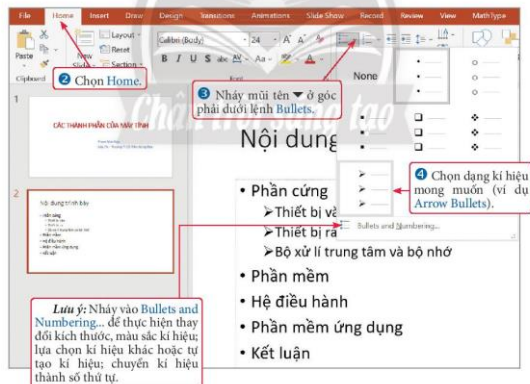 File Home Insert Draw Design Transitions Animations Slide Show Record Review View MathType
Paste
New
Layout
Reset
Section
Calibri (Body) 24
B I U S
Clipboard
2 Chọn Home.
3 Nháy mũi tên ▼ ở góc
phải dưới lệnh Bullets.
None
Chân trời sáng tạo
1
CÁC THÀNH PHẦN CỦA MÁY TÍNH
2
Nội dung trình bày
Nội dung
• Phần cứng
➢Thiết bị và
➢Thiết bị ra
➢Bộ xử lí trung tâm và bộ nhớ
• Phần mềm
• Hệ điều hành
• Phần mềm ứng dụng
• Kết luận
4 Chọn dạng kí hiệu
mong muốn (ví dụ
Arrow Bullets).
Bullets and Numbering...
Lưu ý: Nháy vào Bullets and
Numbering... để thực hiện thay
đổi kích thước, màu sắc kí hiệu;
lựa chọn kí hiệu khác hoặc tự
tạo kí hiệu; chuyển kí hiệu
thành số thứ tự.